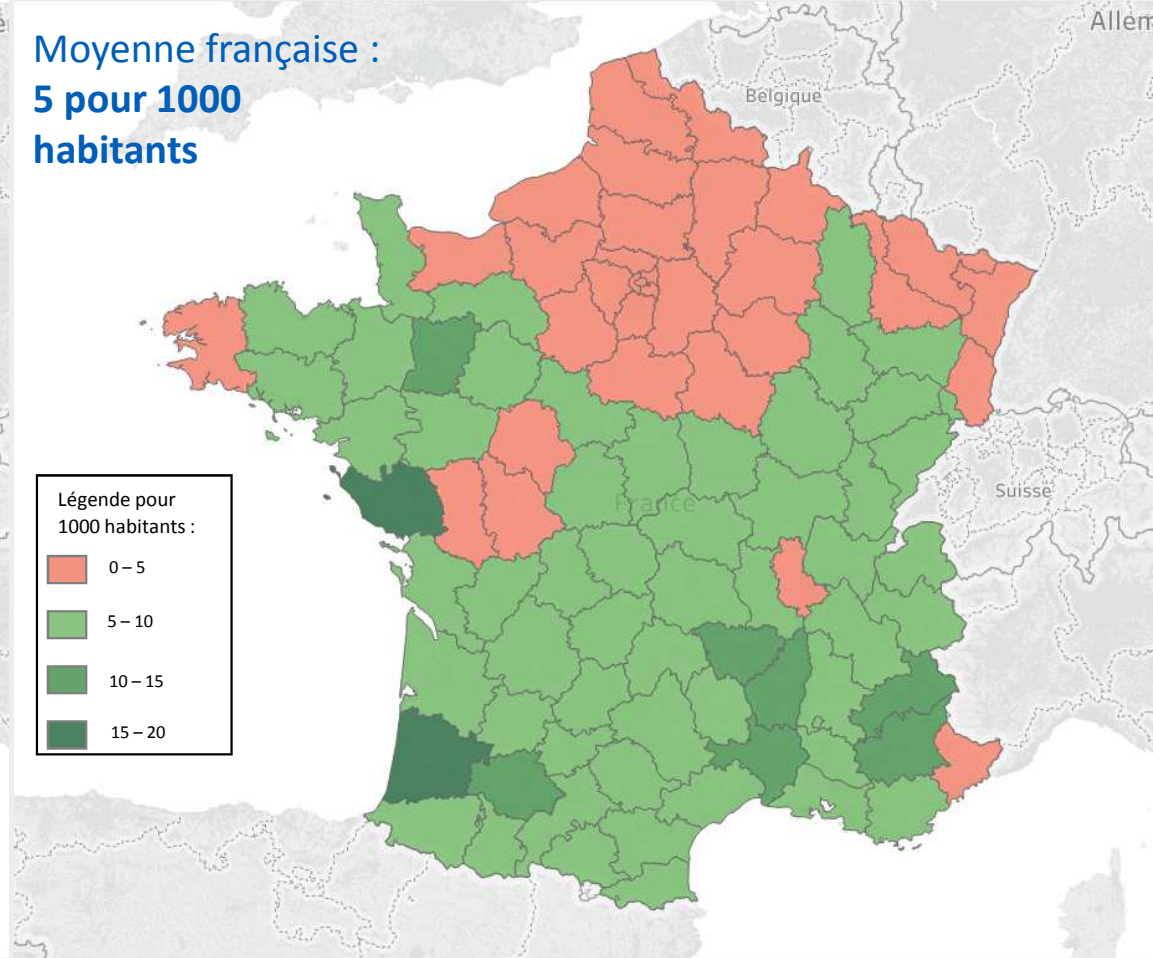 Moyenne française :
5 pour 1000
habitants
Allem
Belgique
Suisse
France
Légende pour
1000 habitants :
0 – 5
5 – 10
10 – 15
15 – 20